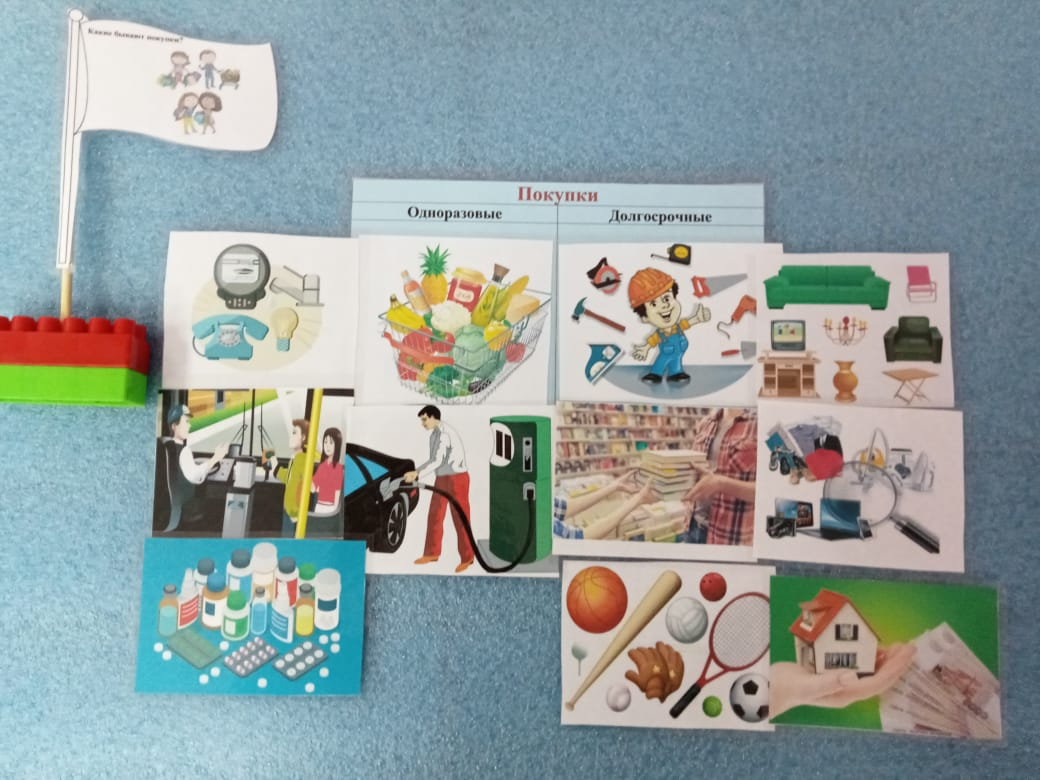 Какие бывают покупки?
Покупки
Одноразовые
Долгосрочные